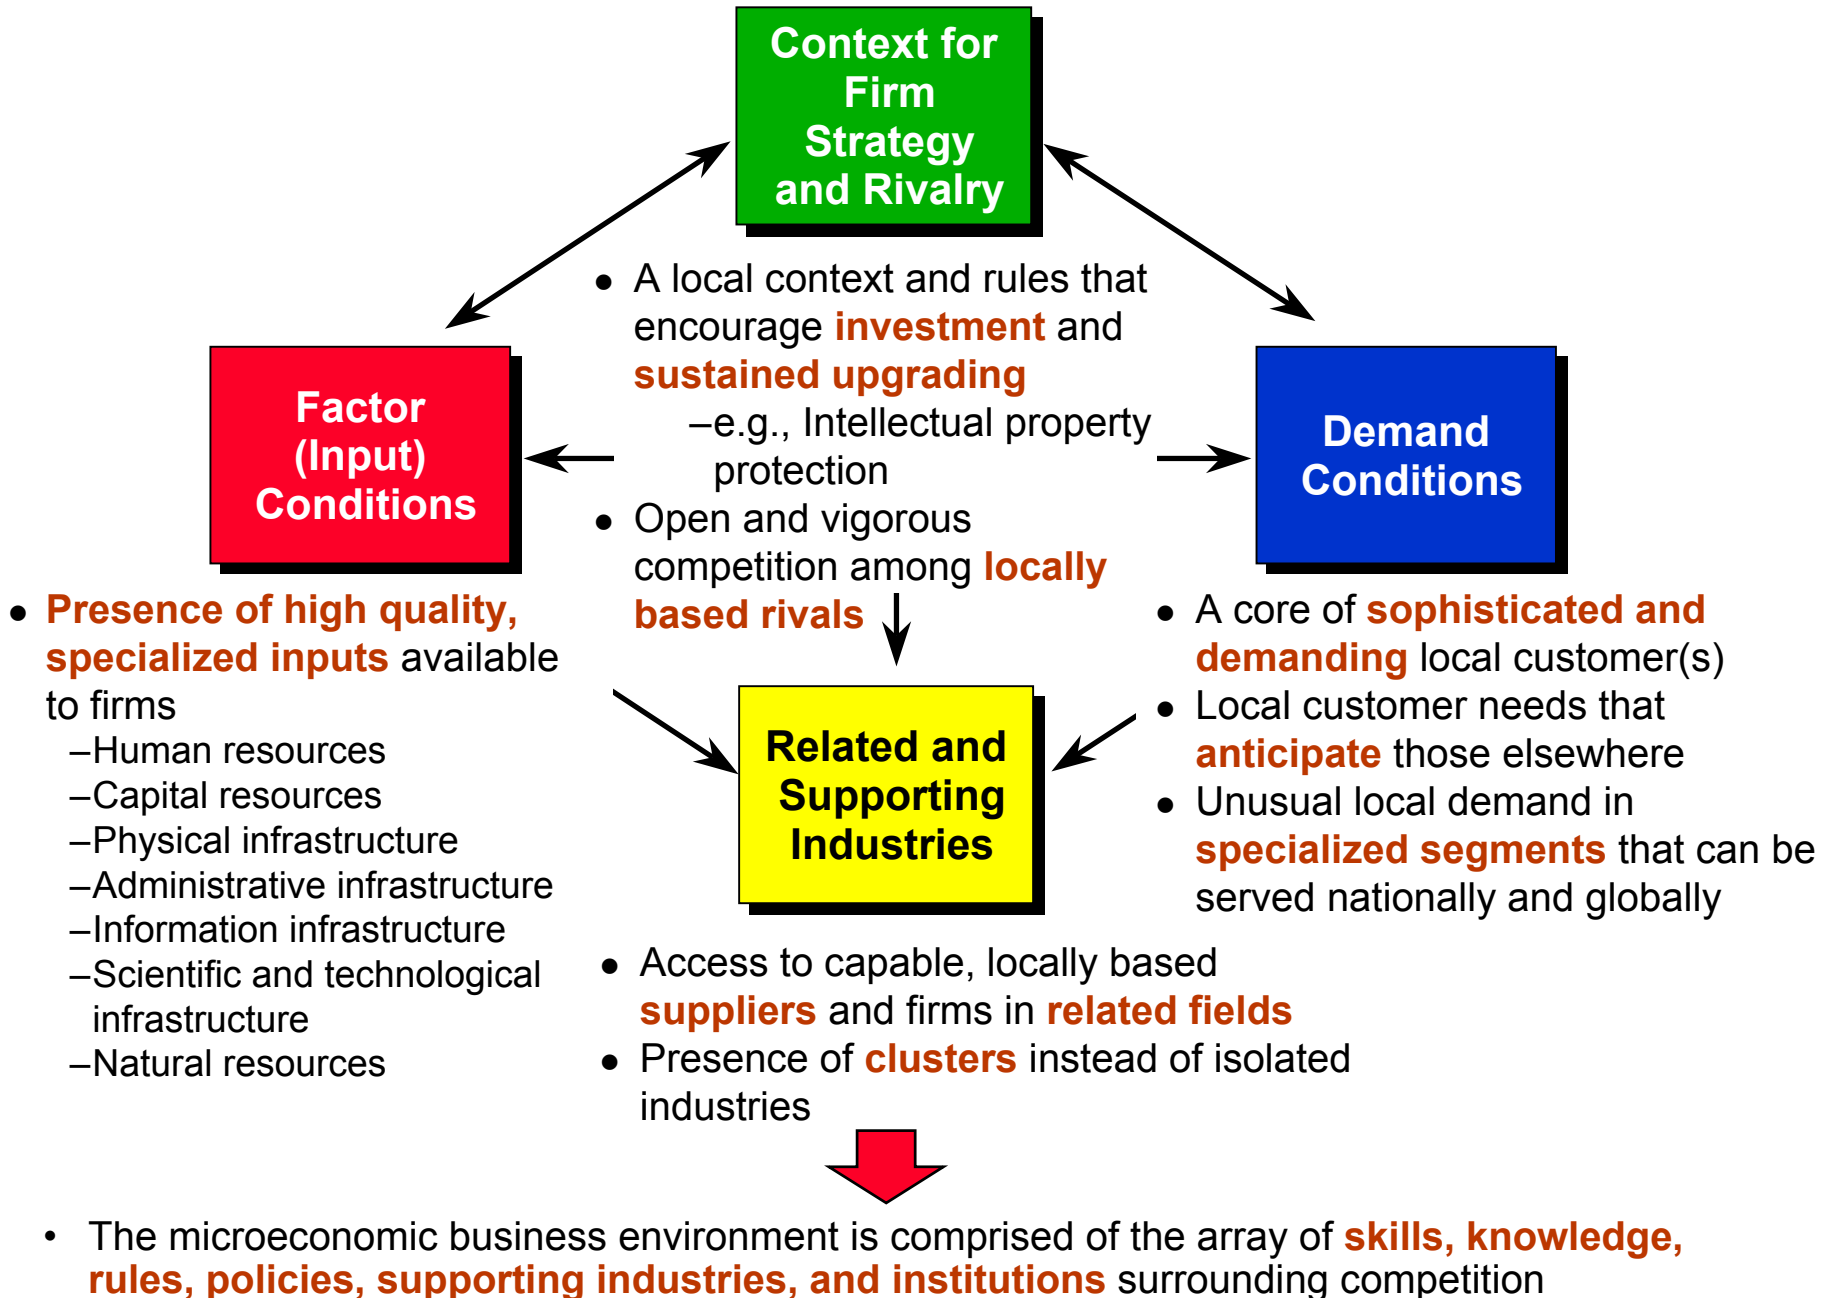 Context for
Firm
Strategy
and Rivalry
● A local context and rules that
encourage investment and
sustained upgrading
–e.g., Intellectual property
protection
● Open and vigorous
competition among locally
based rivals
Factor
(Input)
Conditions
● Presence of high quality,
specialized inputs available
to firms
–Human resources
–Capital resources
–Physical infrastructure
–Administrative infrastructure
–Information infrastructure
–Scientific and technological
infrastructure
–Natural resources
Demand
Conditions
● A core of sophisticated and
demanding local customer(s)
● Local customer needs that
anticipate those elsewhere
● Unusual local demand in
specialized segments that can be
served nationally and globally
Related and
Supporting
Industries
● Access to capable, locally based
suppliers and firms in related fields
● Presence of clusters instead of isolated
industries
• The microeconomic business environment is comprised of the array of skills, knowledge,
rules, policies, supporting industries, and institutions surrounding competition